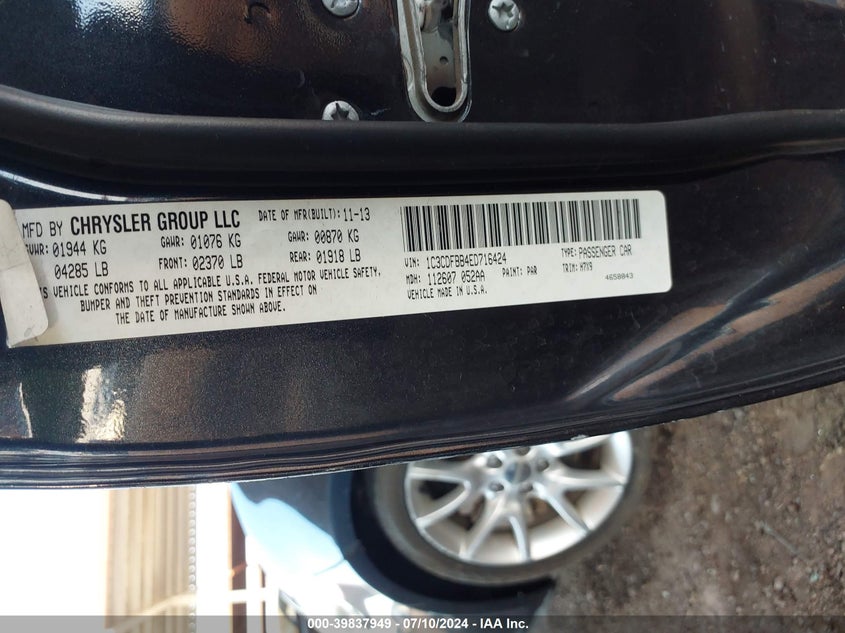 MFD BY CHRYSLER GROUP LLC DATE OF MFR(BUILT): 11-13
GVWR: 01944 KG GAWR: 01076 KG GAWR: 00870 KG
04285 LB FRONT: 02370 LB REAR: 01918 LB
VEHICLE CONFORMS TO ALL APPLICABLE U.S.A. FEDERAL MOTOR VEHICLE SAFETY,
BUMPER AND THEFT PREVENTION STANDARDS IN EFFECT ON
THE DATE OF MANUFACTURE SHOWN ABOVE.
VIN: 1C3CDFBB4ED716424 TYPE: PASSENGER CAR
MDH: 112607 052AA PAINT: PAR TRIM: H7X9
VEHICLE MADE IN U.S.A. 4658043
000-39837949 - 07/10/2024 - IAA Inc.